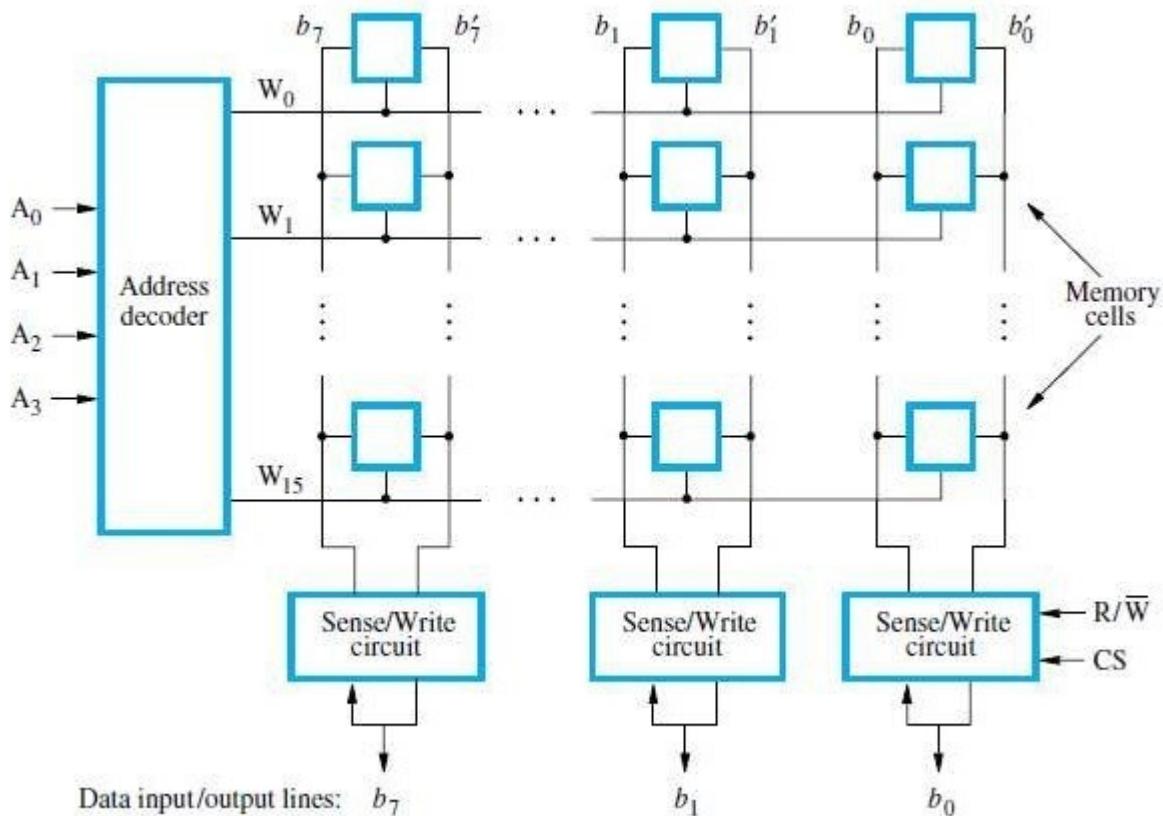 b7 b′7 b1 b′1 b0 b′0
W0
...
...
W1
A0
A1
A2
A3
Address
decoder
Memory
cells
W15
...
Sense/Write
circuit
Sense/Write
circuit
Sense/Write
circuit
R/W̅
CS
Data input/output lines: b7 b1 b0